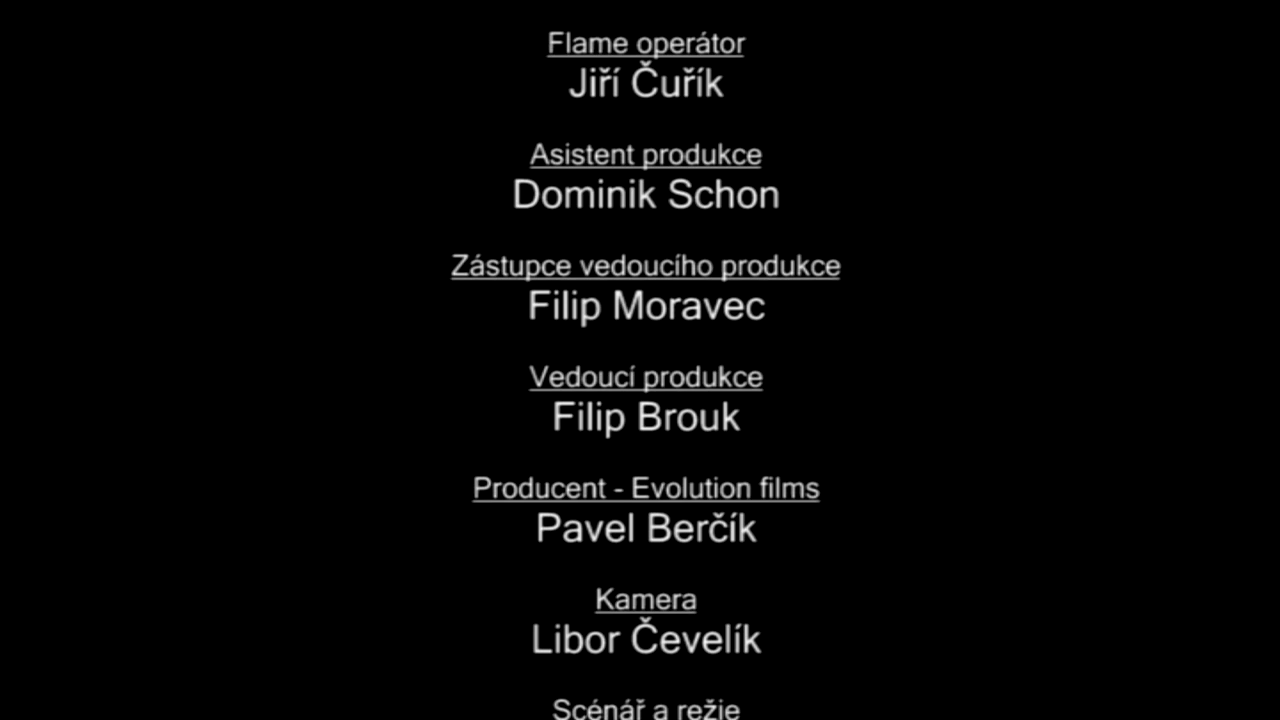 Flame operátor
Jiří Čuřík
Asistent produkce
Dominik Schon
Zástupce vedoucího produkce
Filip Moravec
Vedoucí produkce
Filip Brouk
Producent - Evolution films
Pavel Berčík
Kamera
Libor Čevelík
Scénář a režie